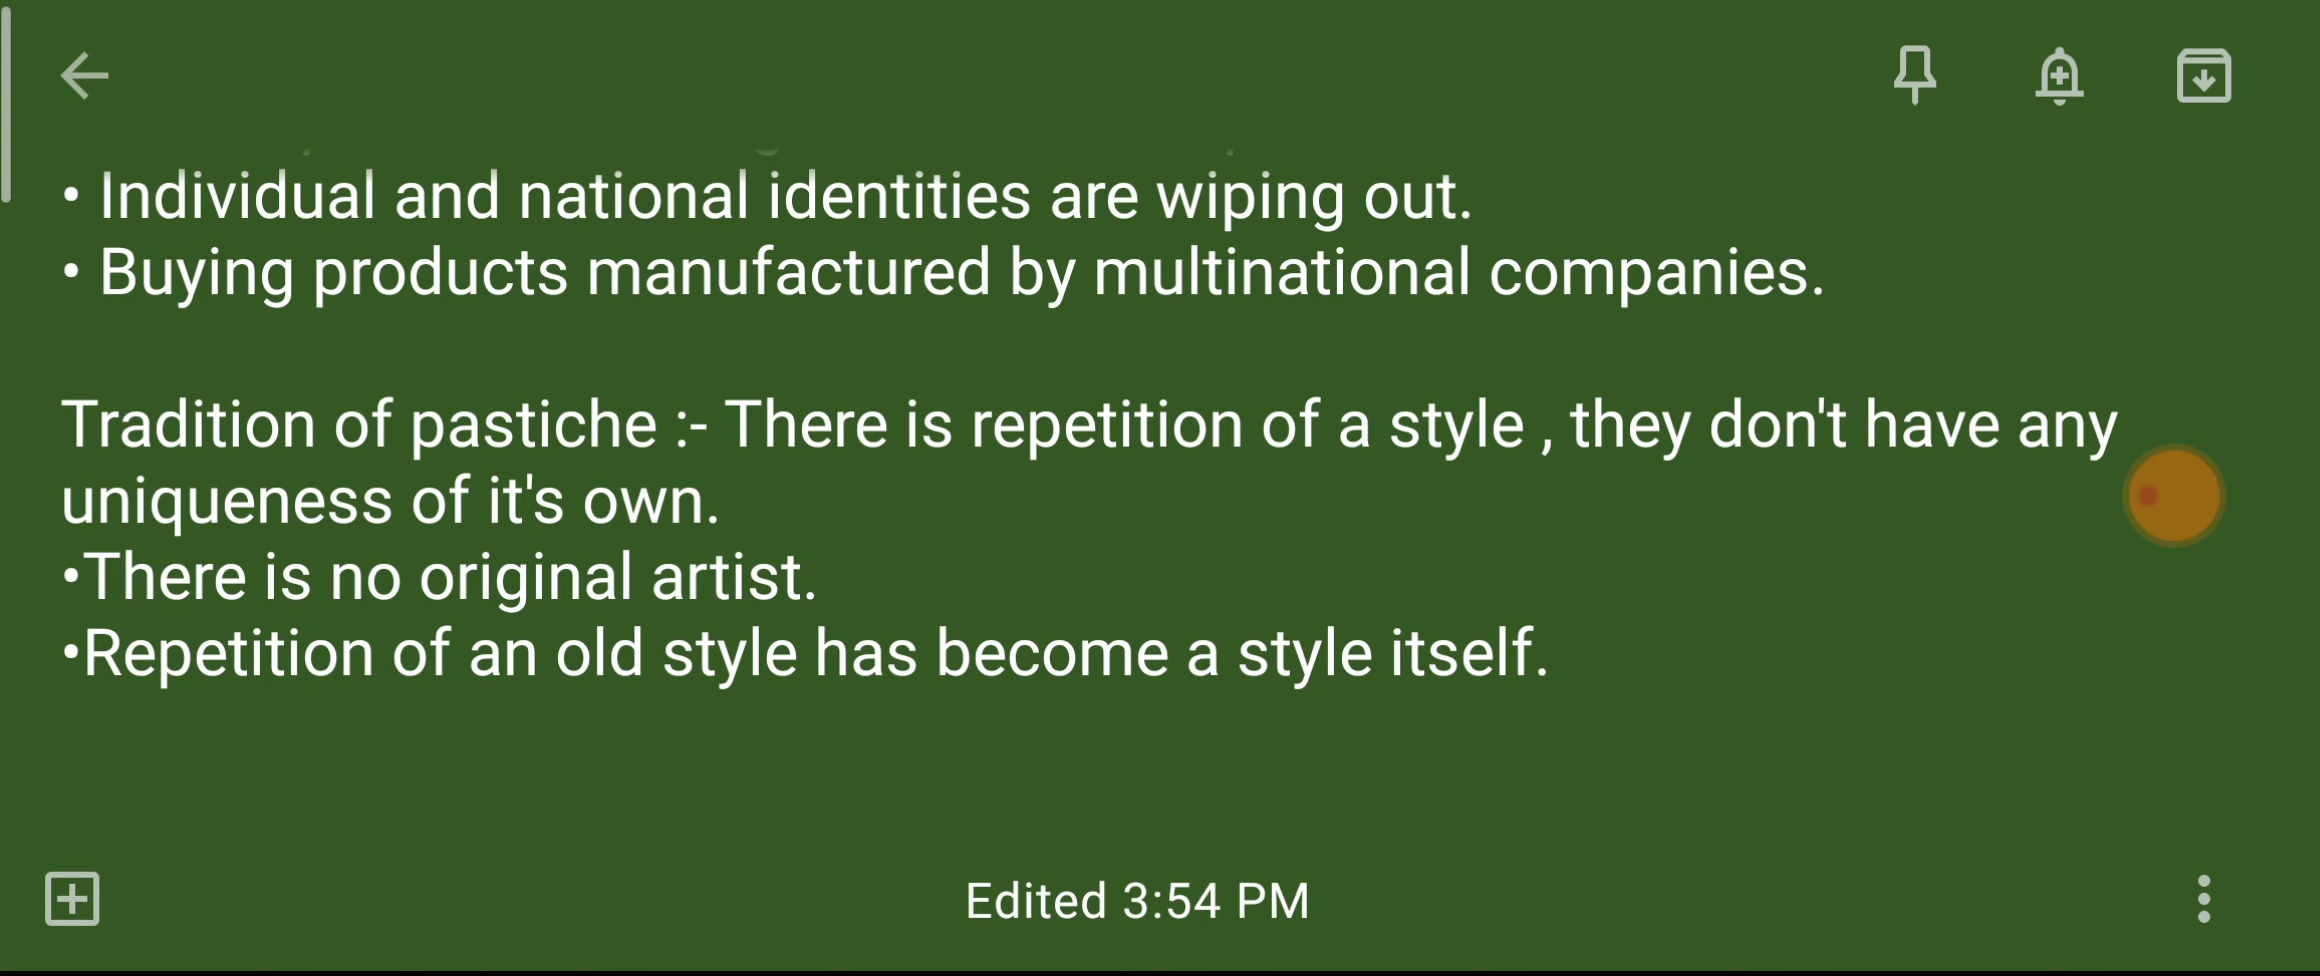 • Individual and national identities are wiping out.
• Buying products manufactured by multinational companies.
Tradition of pastiche :- There is repetition of a style , they don't have any
uniqueness of it's own.
•There is no original artist.
•Repetition of an old style has become a style itself.
Edited 3:54 PM